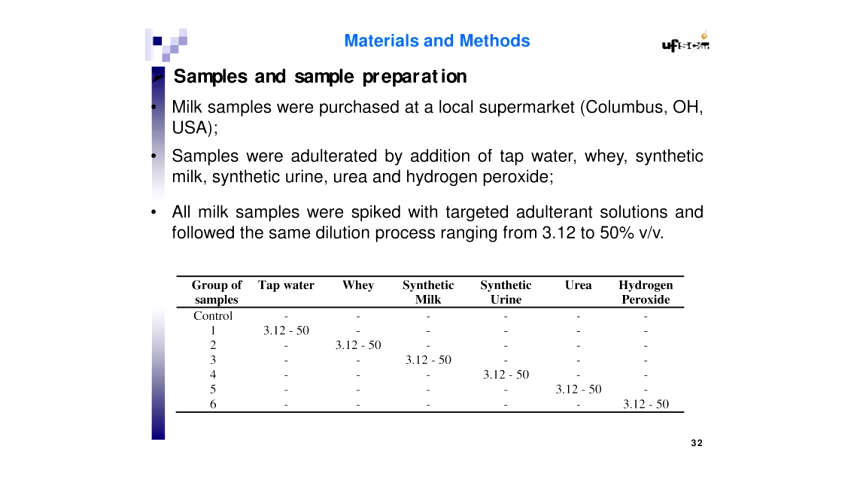 Materials and Methods
Samples and sample preparation
• Milk samples were purchased at a local supermarket (Columbus, OH,
USA);
• Samples were adulterated by addition of tap water, whey, synthetic
milk, synthetic urine, urea and hydrogen peroxide;
• All milk samples were spiked with targeted adulterant solutions and
followed the same dilution process ranging from 3.12 to 50% v/v.
Group of samples Tap water Whey Synthetic Milk Synthetic Urine Urea Hydrogen Peroxide
Control - - - - - -
1 3.12 - 50 - - - - -
2 - 3.12 - 50 - - - -
3 - - 3.12 - 50 - - -
4 - - - 3.12 - 50 - -
5 - - - - 3.12 - 50 -
6 - - - - - 3.12 - 50
32